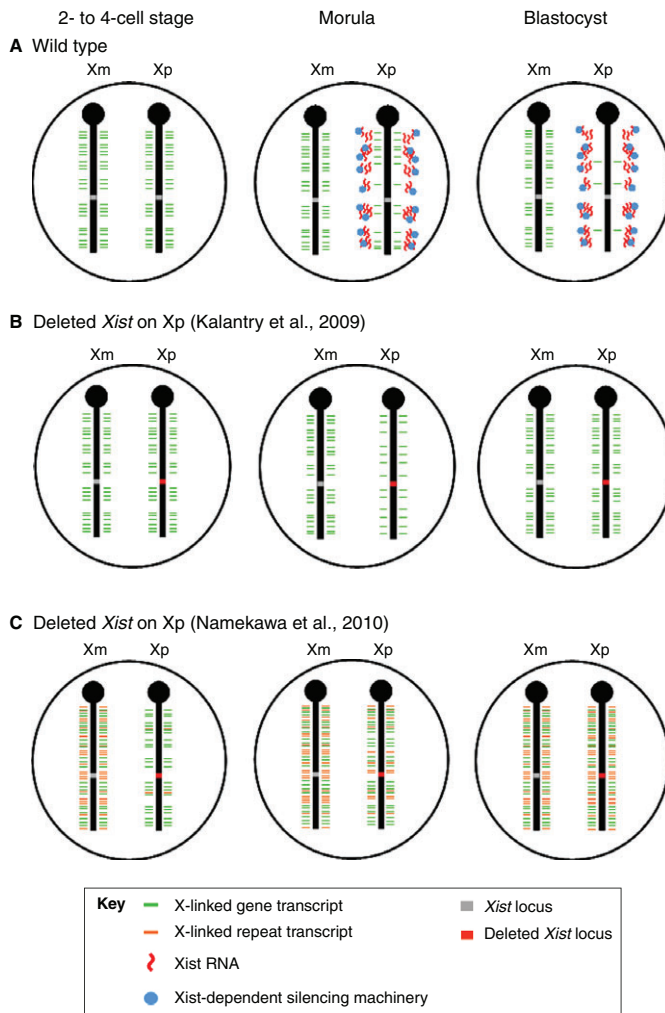 2- to 4-cell stage Morula Blastocyst
A Wild type
Xm Xp Xm Xp Xm Xp
B Deleted Xist on Xp (Kalantry et al., 2009)
Xm Xp Xm Xp Xm Xp
C Deleted Xist on Xp (Namekawa et al., 2010)
Xm Xp Xm Xp Xm Xp
Key X-linked gene transcript Xist locus
X-linked repeat transcript Deleted Xist locus
Xist RNA
Xist-dependent silencing machinery